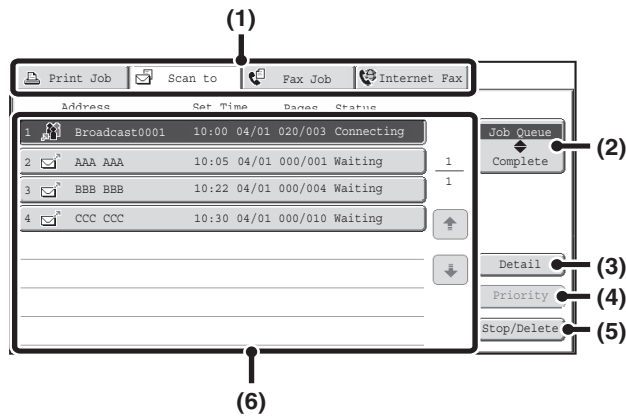 (1)
Print Job Scan to Fax Job Internet Fax
Address Set Time Pages Status
1 Broadcast0001 10:00 04/01 020/003 Connecting
2 AAA AAA 10:05 04/01 000/001 Waiting
3 BBB BBB 10:22 04/01 000/004 Waiting
4 CCC CCC 10:30 04/01 000/010 Waiting
1
1
Job Queue
Complete
(2)
Detail
(3)
Priority
(4)
Stop/Delete
(5)
(6)